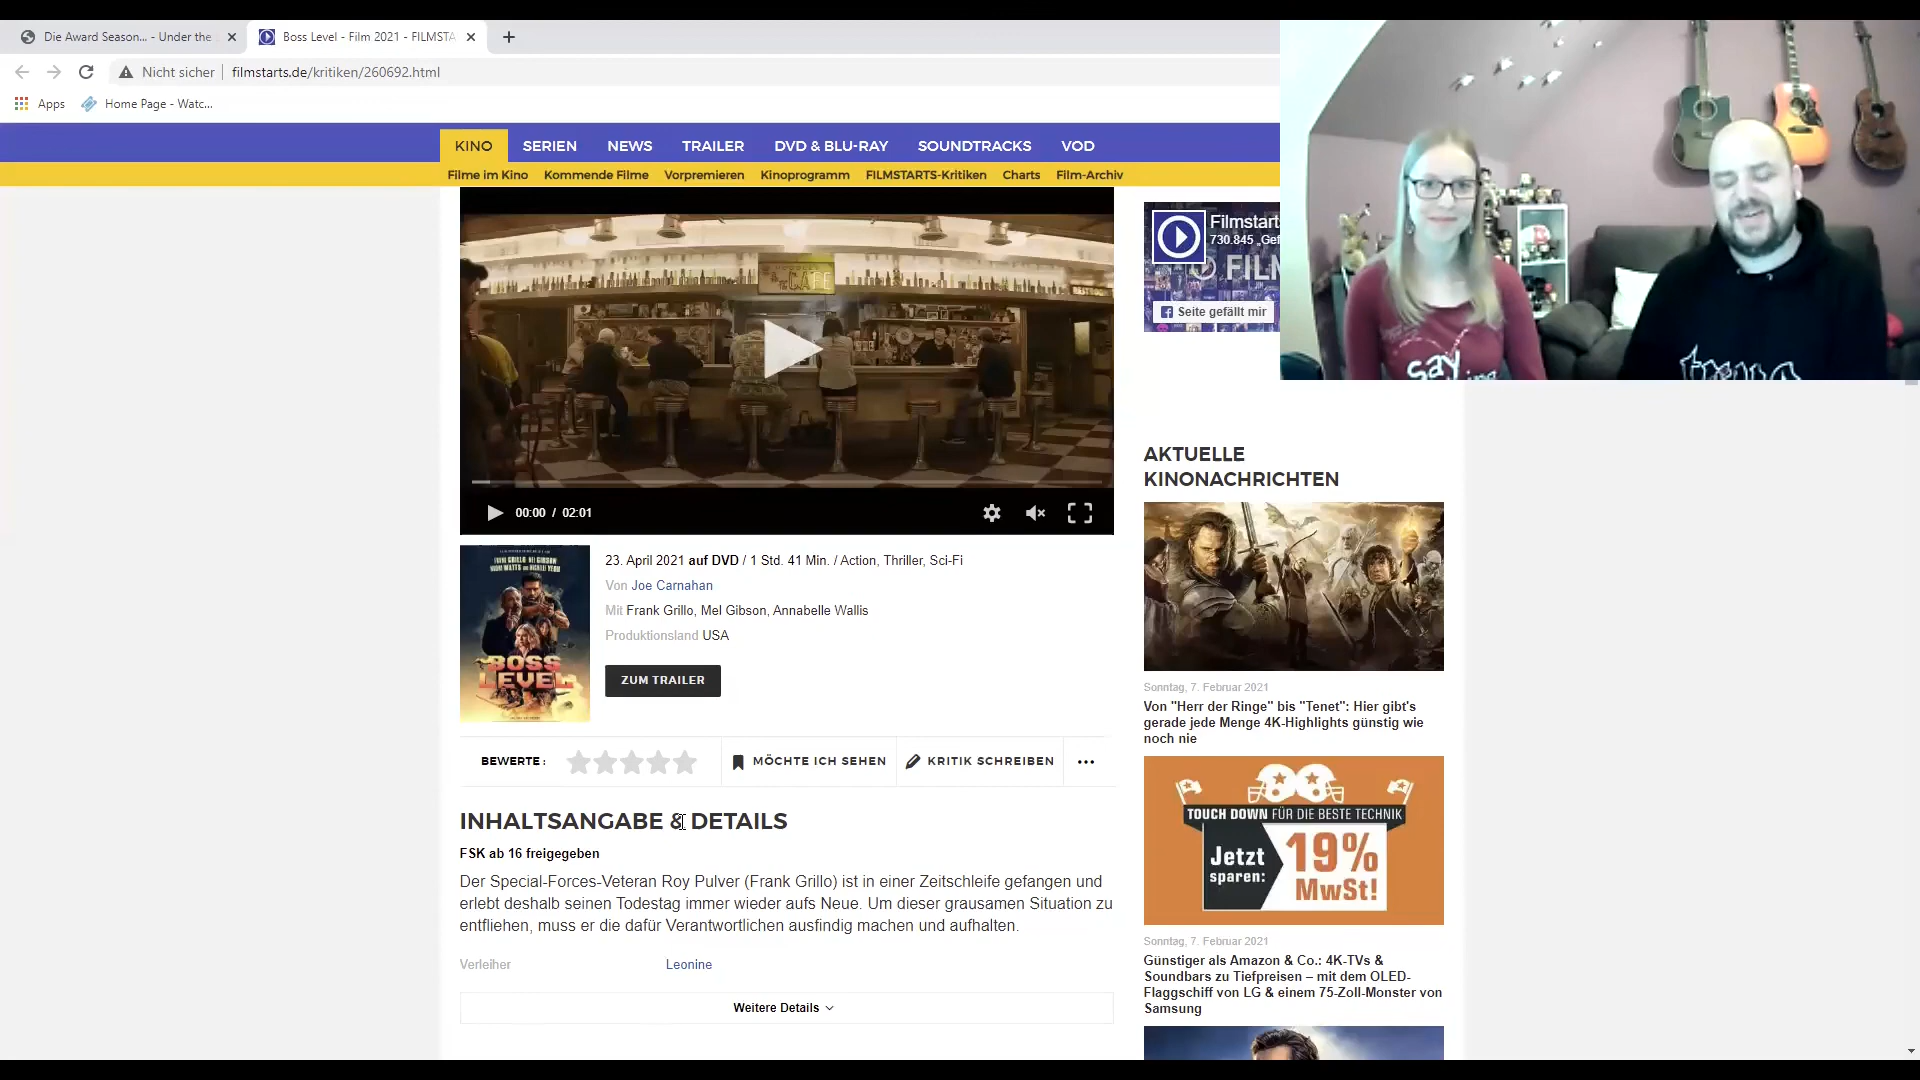 Die Award Season... - Under the
Boss Level - Film 2021 - FILMSTA
Nicht sicher
filmstarts.de/kritiken/260692.html
Apps
Home Page - Watc...
KINO
SERIEN
NEWS
TRAILER
DVD & BLU-RAY
SOUNDTRACKS
VOD
Filme im Kino
Kommende Filme
Vorpremieren
Kinoprogramm
FILMSTARTS-Kritiken
Charts
Film-Archiv
CAFE
00:00 / 02:01
Filmstart
730.845 „Gef
FIL
Seite gefällt mir
say
BOSS
LEVEL
23. April 2021 auf DVD / 1 Std. 41 Min. / Action, Thriller, Sci-Fi
Von Joe Carnahan
Mit Frank Grillo, Mel Gibson, Annabelle Wallis
Produktionsland USA
ZUM TRAILER
BEWERTE :
MÖCHTE ICH SEHEN
KRITIK SCHREIBEN
INHALTSANGABE & DETAILS
FSK ab 16 freigegeben
Der Special-Forces-Veteran Roy Pulver (Frank Grillo) ist in einer Zeitschleife gefangen und
erlebt deshalb seinen Todestag immer wieder aufs Neue. Um dieser grausamen Situation zu
entfliehen, muss er die dafür Verantwortlichen ausfindig machen und aufhalten.
Verleiher
Leonine
Weitere Details
AKTUELLE
KINONACHRICHTEN
Sonntag, 7. Februar 2021
Von "Herr der Ringe" bis "Tenet": Hier gibt's
gerade jede Menge 4K-Highlights günstig wie
noch nie
TOUCH DOWN FÜR DIE BESTE TECHNIK
Jetzt
sparen:
19%
MwSt!
Sonntag, 7. Februar 2021
Günstiger als Amazon & Co.: 4K-TVs &
Soundbars zu Tiefpreisen – mit dem OLED-
Flaggschiff von LG & einem 75-Zoll-Monster von
Samsung